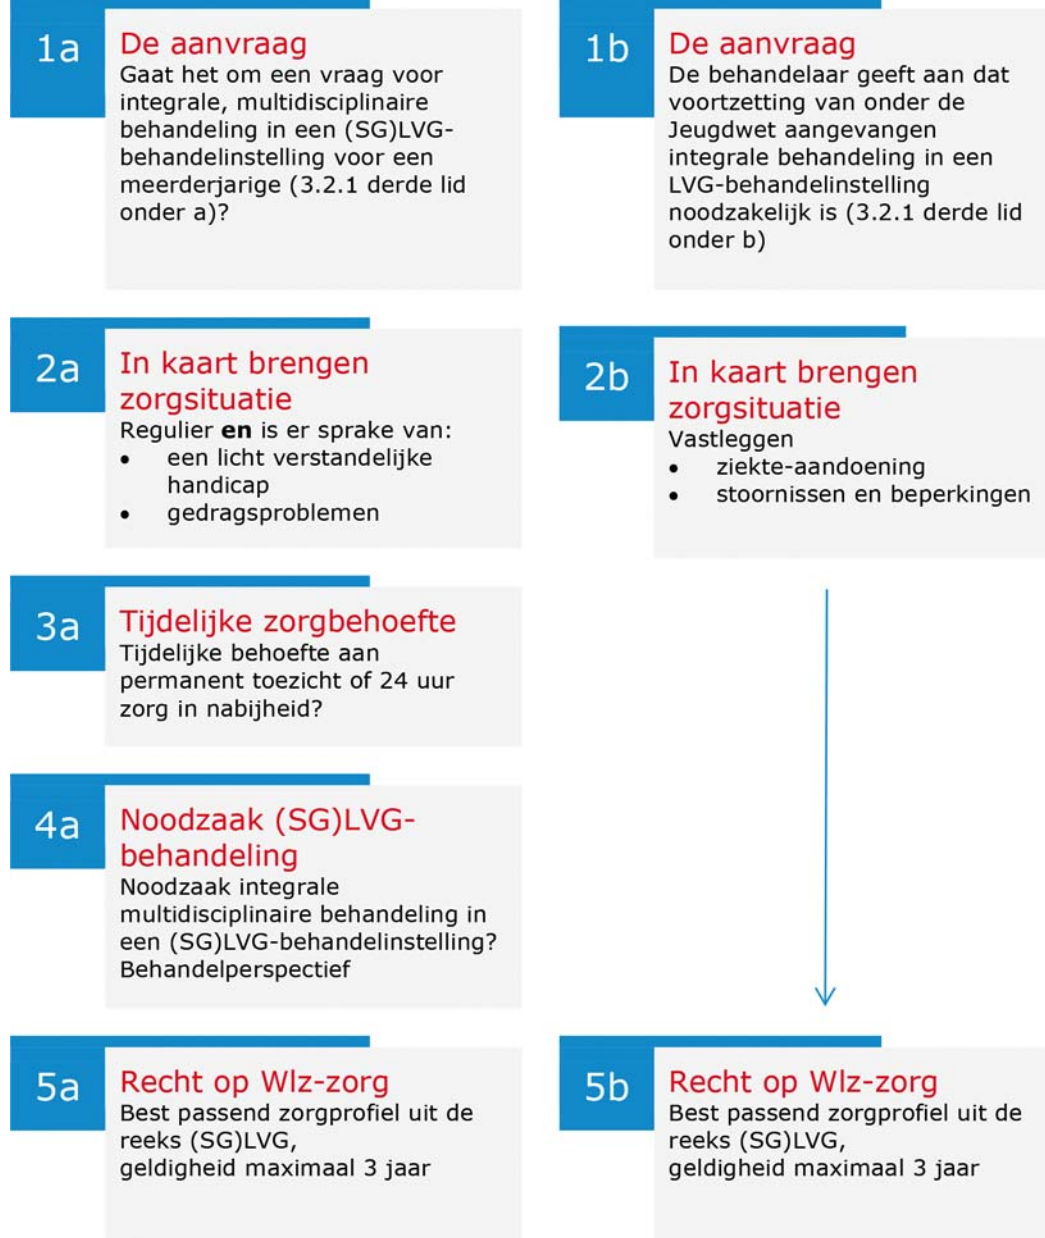 1a
De aanvraag
Gaat het om een vraag voor
integrale, multidisciplinaire
behandeling in een (SG)LVG-
behandelinstelling voor een
meerderjarige (3.2.1 derde lid
onder a)?
1b
De aanvraag
De behandelaar geeft aan dat
voortzetting van onder de
Jeugdwet aangevangen
integrale behandeling in een
LVG-behandelinstelling
noodzakelijk is (3.2.1 derde lid
onder b)
2a
In kaart brengen
zorgsituatie
Regulier en is er sprake van:
• een licht verstandelijke
handicap
• gedragsproblemen
2b
In kaart brengen
zorgsituatie
Vastleggen
• ziekte-aandoening
• stoornissen en beperkingen
3a
Tijdelijke zorgbehoefte
Tijdelijke behoefte aan
permanent toezicht of 24 uur
zorg in nabijheid?
4a
Noodzaak (SG)LVG-
behandeling
Noodzaak integrale
multidisciplinaire behandeling in
een (SG)LVG-behandelinstelling?
Behandelperspectief
5a
Recht op Wlz-zorg
Best passend zorgprofiel uit de
reeks (SG)LVG,
geldigheid maximaal 3 jaar
5b
Recht op Wlz-zorg
Best passend zorgprofiel uit de
reeks (SG)LVG,
geldigheid maximaal 3 jaar